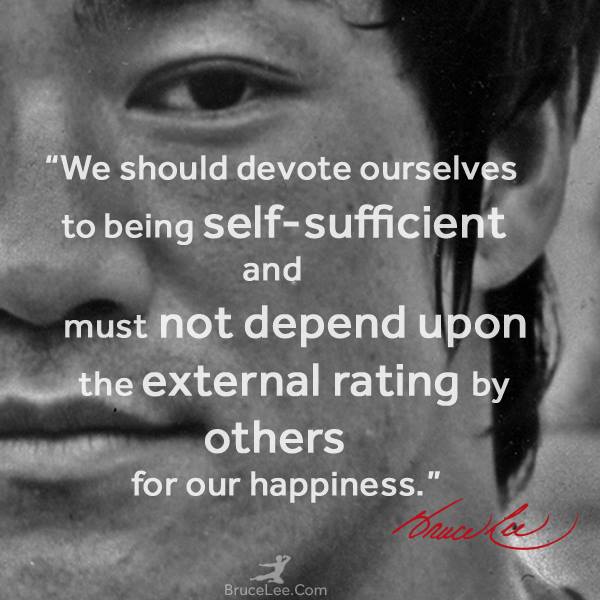 “We should devote ourselves
to being self-sufficient
and
must not depend upon
the external rating by
others
for our happiness.”
Bruce Lee
BruceLee.Com